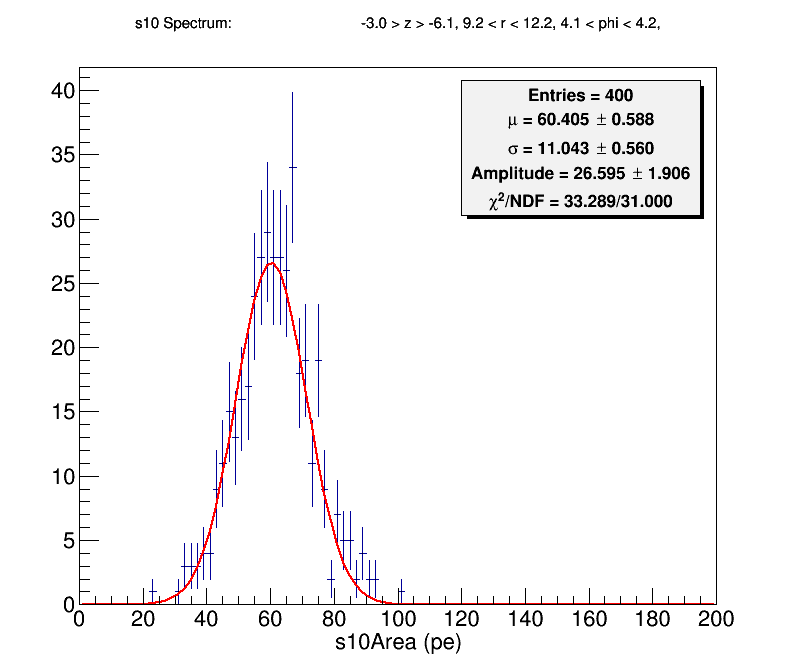 s10 Spectrum: -3.0 > z > -6.1, 9.2 < r < 12.2, 4.1 < phi < 4.2,
Entries = 400
μ = 60.405 ± 0.588
σ = 11.043 ± 0.560
Amplitude = 26.595 ± 1.906
χ²/NDF = 33.289/31.000
40
35
30
25
20
15
10
5
0
0 20 40 60 80 100 120 140 160 180 200
s10Area (pe)